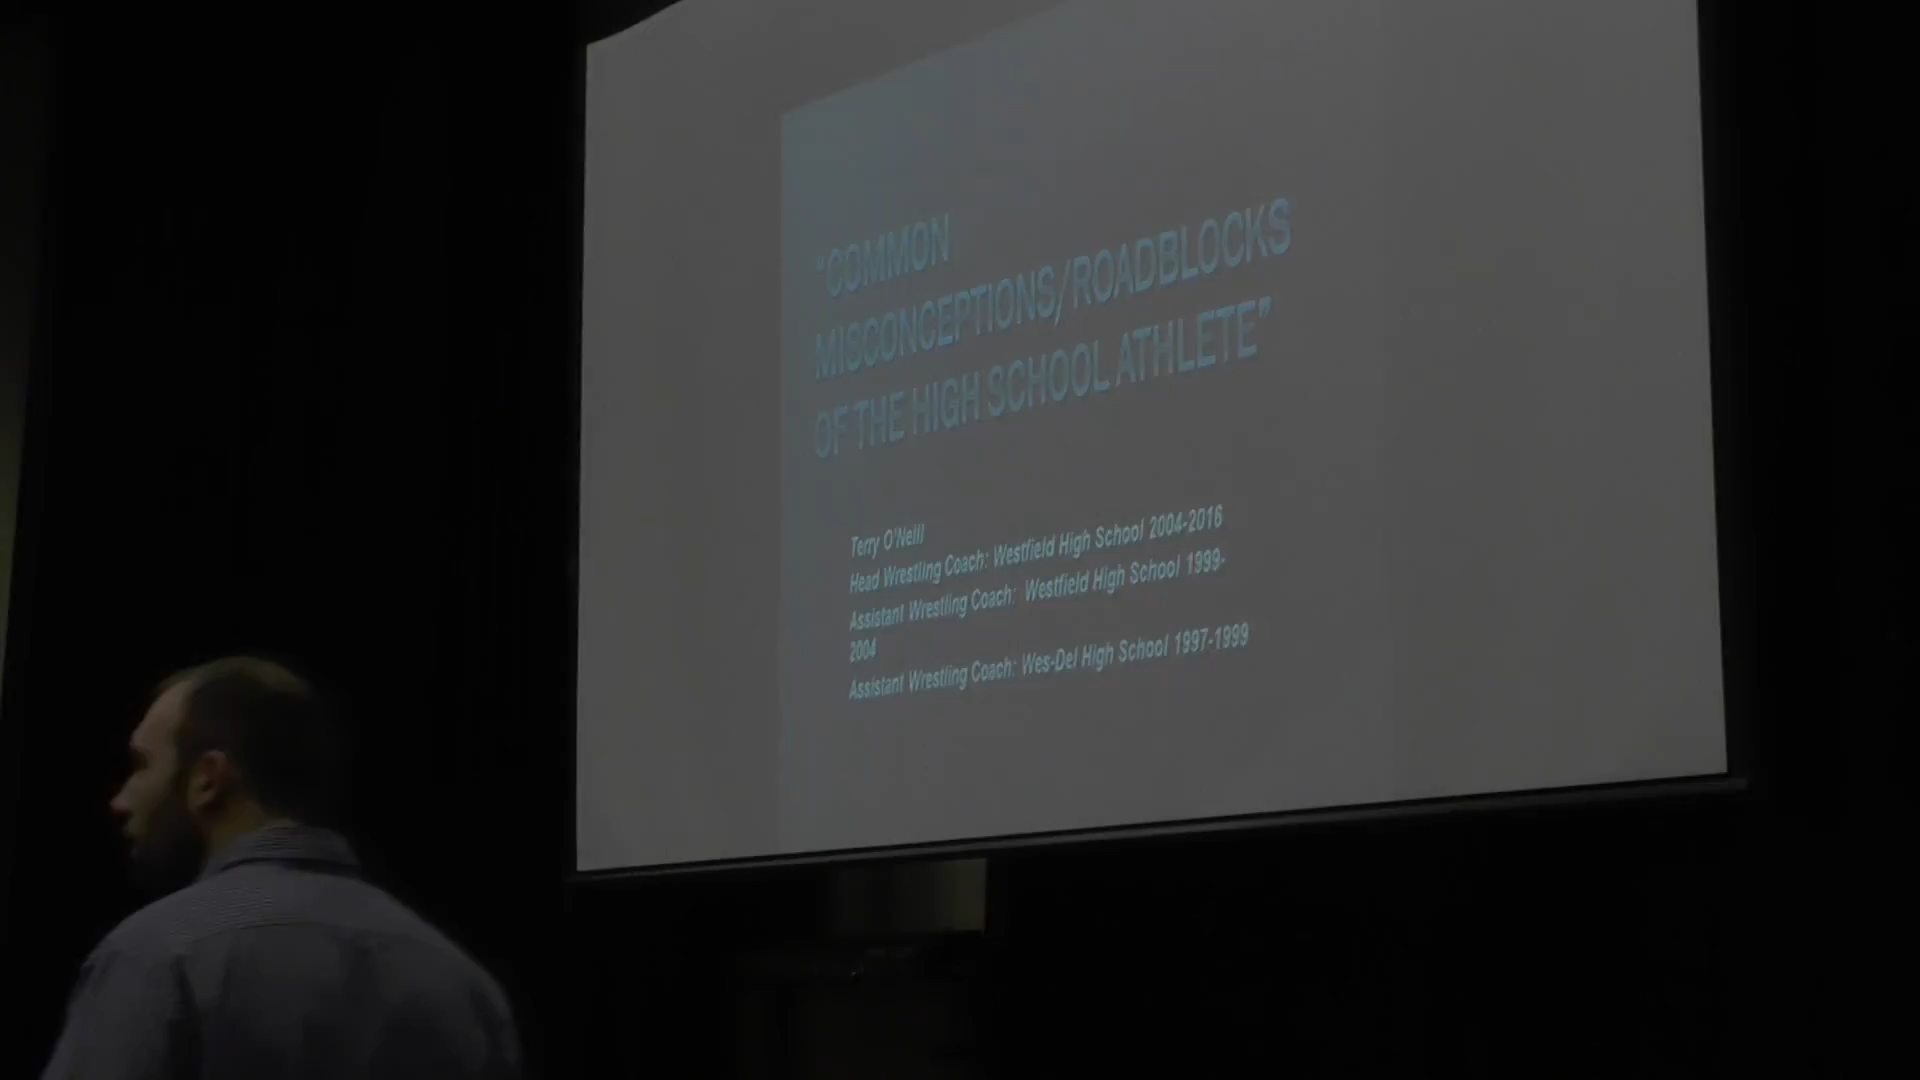 "COMMON
MISCONCEPTIONS/ROADBLOCKS
OF THE HIGH SCHOOL ATHLETE"
Terry O'Neill
Head Wrestling Coach: Westfield High School 2004-2016
Assistant Wrestling Coach: Westfield High School 1999-
2004
Assistant Wrestling Coach: Wes-Del High School 1997-1999